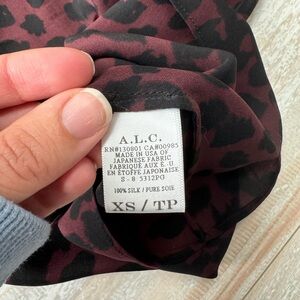 A.L.C.
RN#130801 CA#00985
MADE IN USA OF
JAPANESE FABRIC
FABRIQUÉ AUX E.U
EN ÉTOFFE JAPONAISE
S-8-5312PO
100% SILK / PURE SOIE
XS / TP